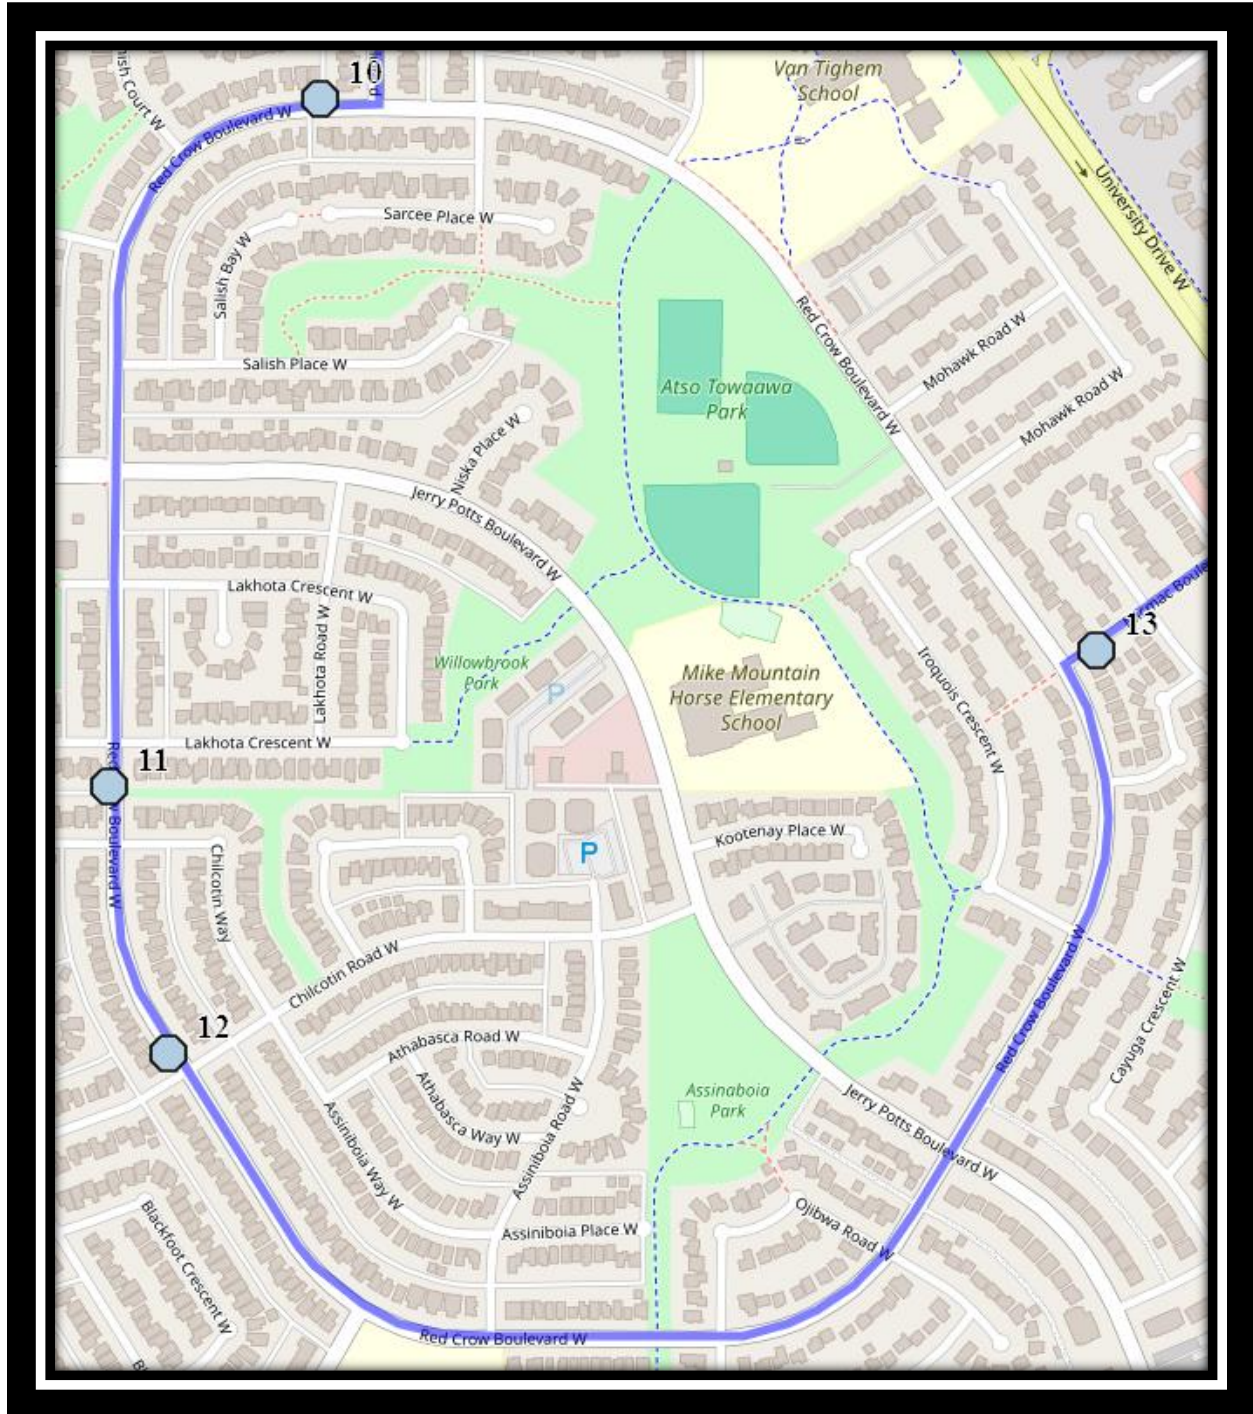 10
Van Tighem
School
Red Crow Boulevard W
University Drive W
Sarcee Place W
Salish Bay W
Red Crow Boulevard W
Mohawk Road W
Salish Place W
Atso Towaawa
Park
Mohawk Road W
Niska Place W
Jerry Potts Boulevard W
Lakhota Crescent W
Lakhota Road W
13
Willowbrook
Park
P
Mike Mountain
Horse Elementary
School
Iroquois Crescent W
Lakhota Crescent W
11
Kootenay Place W
P
Chilcotin Way
Chilcotin Road W
Red Crow Boulevard W
12
Cayuga Crescent W
Athabasca Road W
Athabasca Way W
Assiniboia Road W
Assinaboia
Park
Jerry Potts Boulevard W
Assiniboia Way W
Blackfoot Crescent W
Assiniboia Place W
Ojibwa Road W
Red Crow Boulevard W